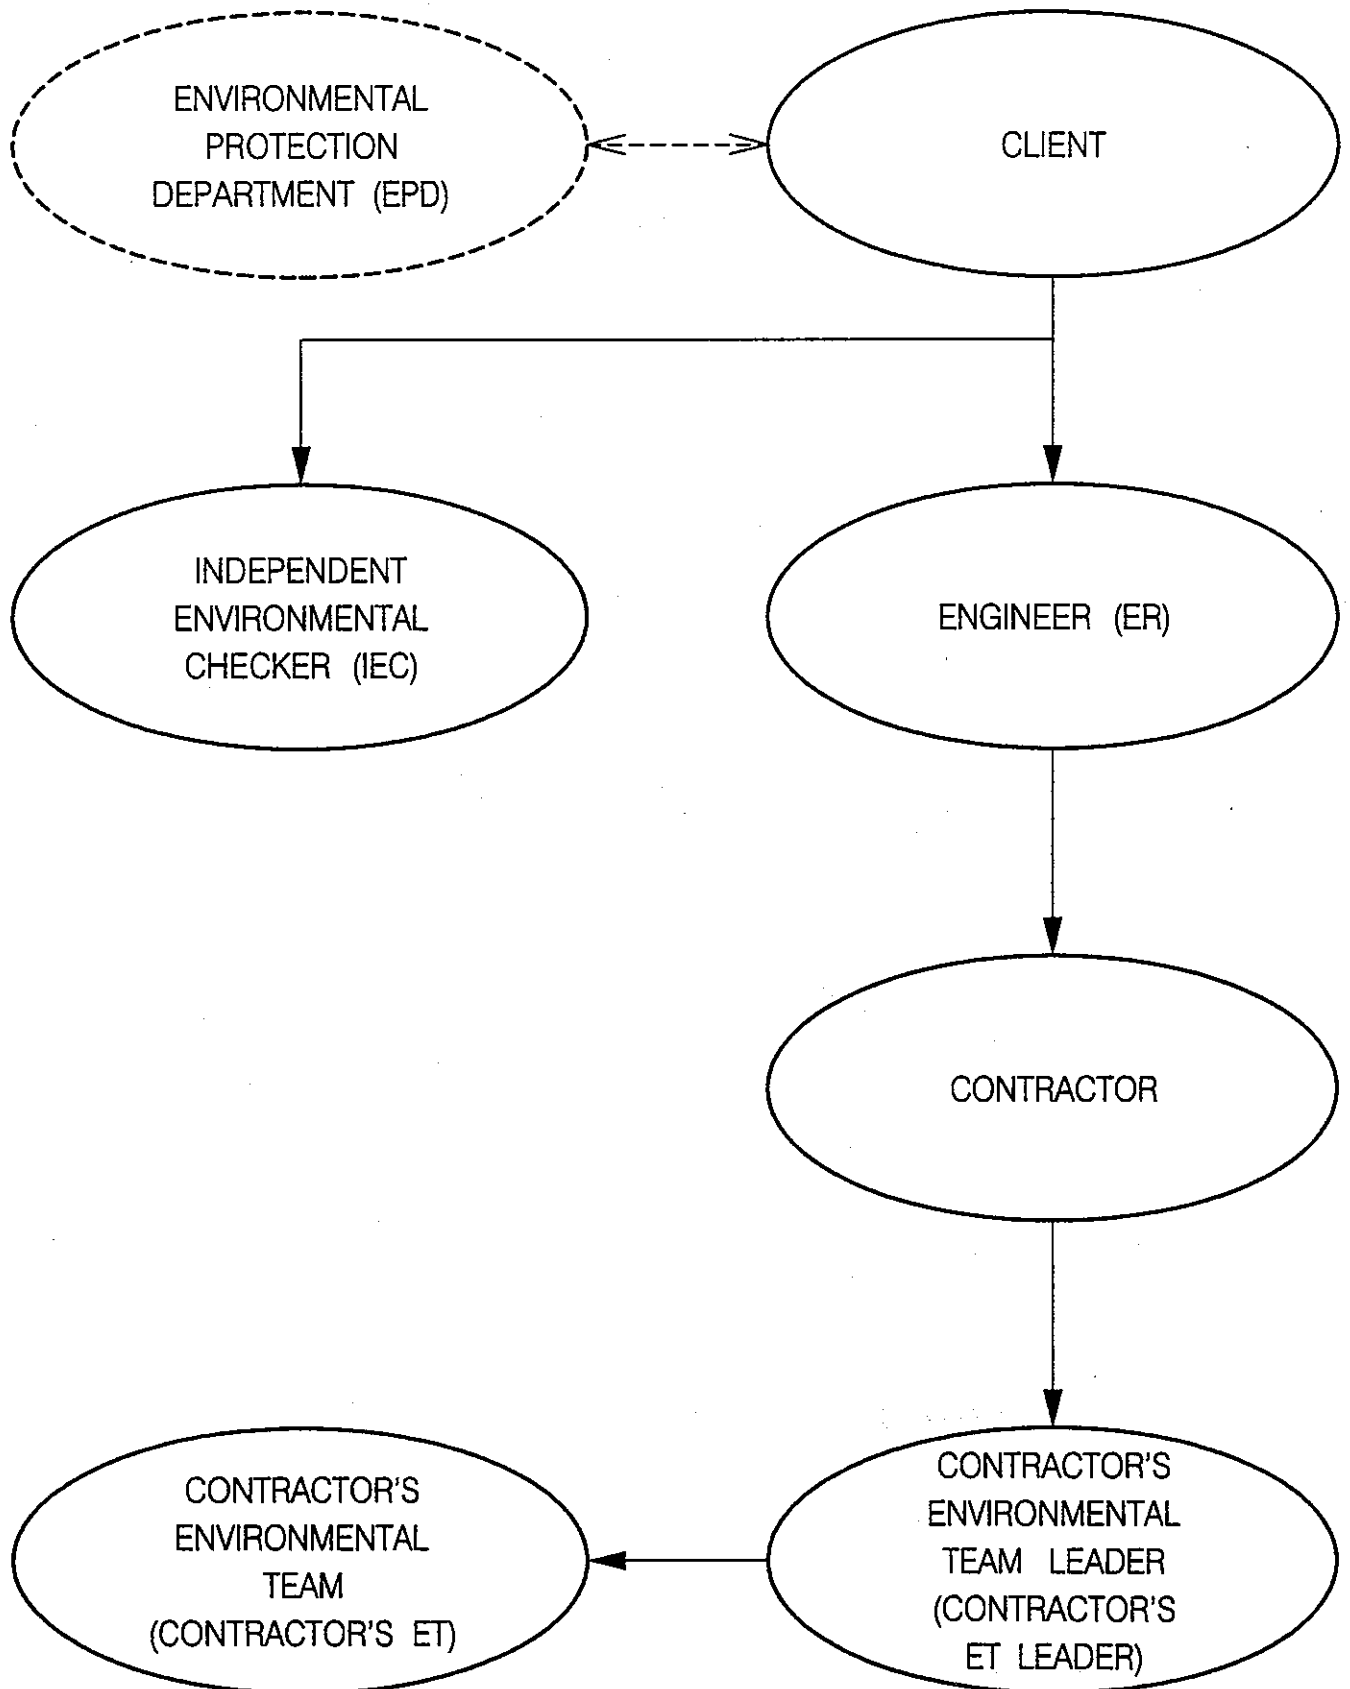 ENVIRONMENTAL
PROTECTION
DEPARTMENT (EPD)
CLIENT
INDEPENDENT
ENVIRONMENTAL
CHECKER (IEC)
ENGINEER (ER)
CONTRACTOR
CONTRACTOR'S
ENVIRONMENTAL
TEAM
(CONTRACTOR'S ET)
CONTRACTOR'S
ENVIRONMENTAL
TEAM LEADER
(CONTRACTOR'S
ET LEADER)